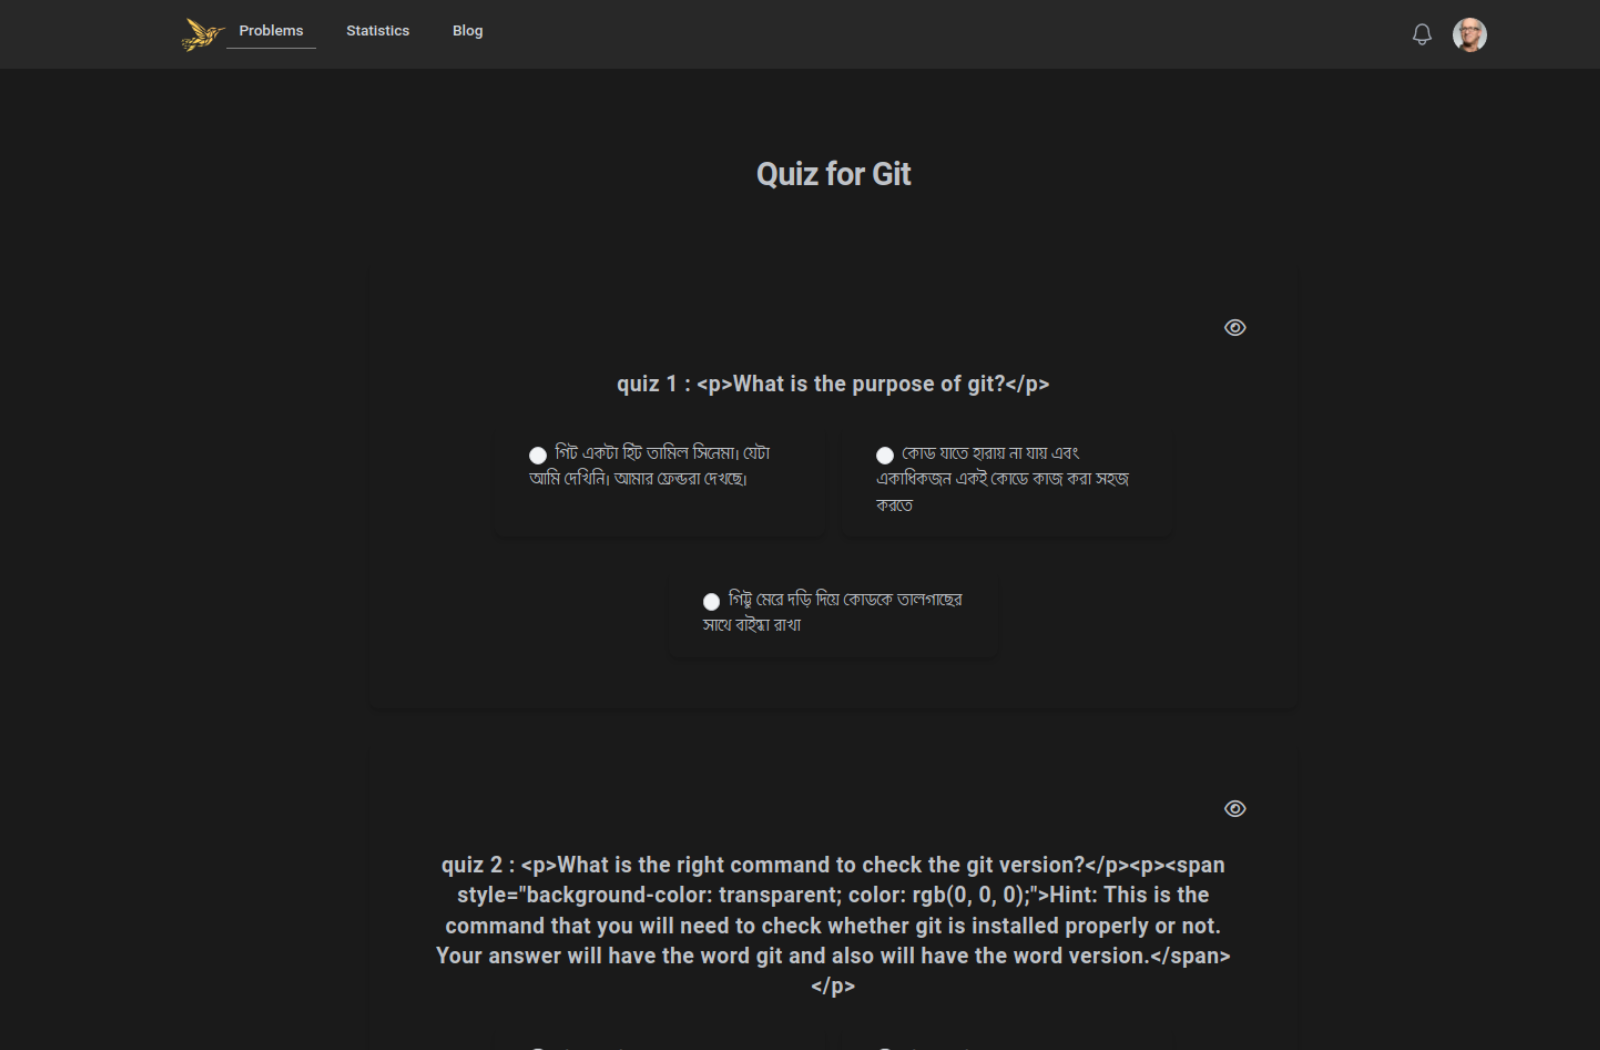 Problems
Statistics
Blog
Quiz for Git
quiz 1 : <p>What is the purpose of git?</p>
গিট একটা হিট তামিল সিনেমা। যেটা
আমি দেখিনি। আমার ফ্রেন্ডরা দেখছে।
কোড যাতে হারায় না যায় এবং
একাধিকজন একই কোডে কাজ করা সহজ
করতে
গিট্টু মেরে দড়ি দিয়ে কোডকে তালগাছের
সাথে বাইন্ধা রাখা
quiz 2 : <p>What is the right command to check the git version?</p><p><span
style="background-color: transparent; color: rgb(0, 0, 0);">Hint: This is the
command that you will need to check whether git is installed properly or not.
Your answer will have the word git and also will have the word version.</span>
</p>